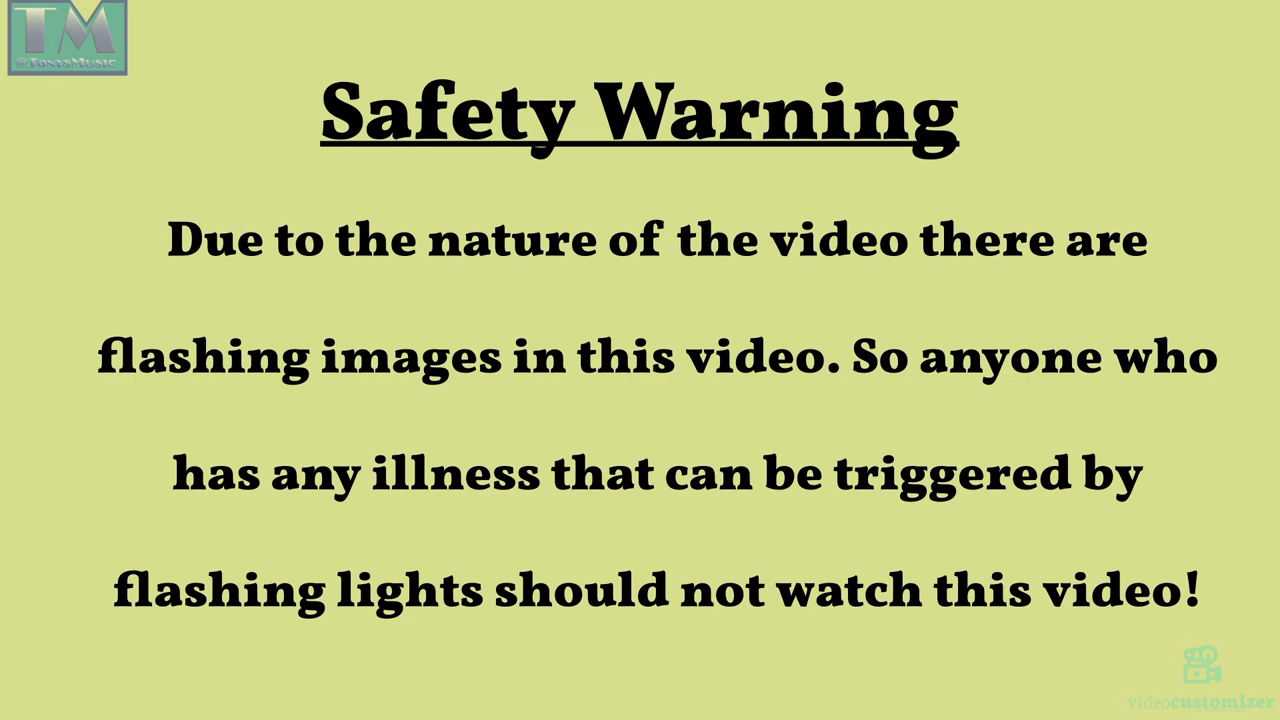 TM
@TonysMusic
Safety Warning
Due to the nature of the video there are
flashing images in this video. So anyone who
has any illness that can be triggered by
flashing lights should not watch this video!
videocustomizer